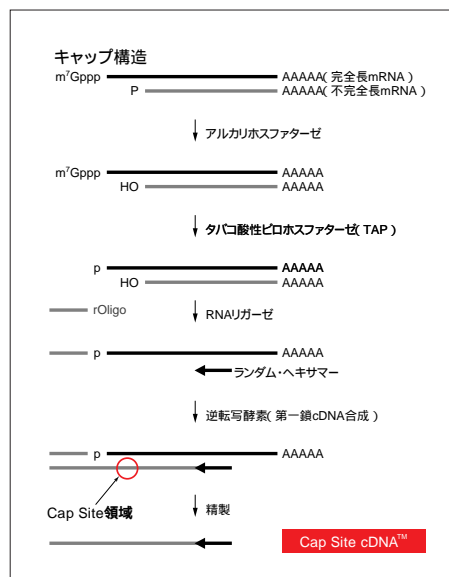 キャップ構造
m⁷Gppp AAAAA(完全長mRNA)
P AAAAA(不完全長mRNA)
アルカリホスファターゼ
m⁷Gppp AAAAA
HO AAAAA
タバコ酸性ピロホスファターゼ(TAP)
p AAAAA
HO AAAAA
rOligo RNAリガーゼ
p AAAAA
ランダム・ヘキサマー
逆転写酵素(第一鎖cDNA合成)
p AAAAA
Cap Site領域
精製
Cap Site cDNA™